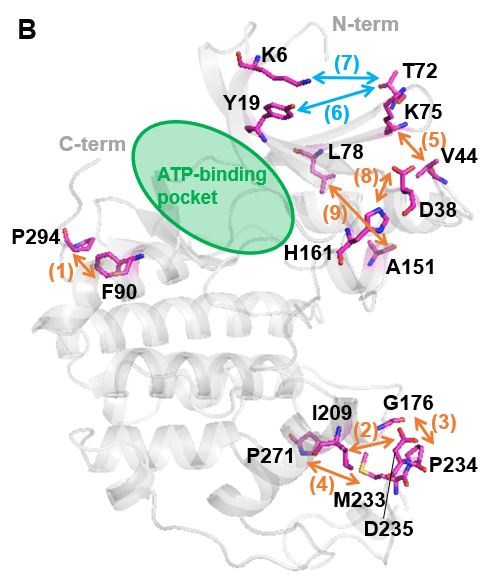 B
N-term
K6
(7)
T72
Y19
(6)
K75
C-term
L78
(5)
V44
ATP-binding
pocket
(8)
(9)
D38
P294
H161
A151
(1)
F90
G176
I209
(2)
(3)
P271
P234
(4)
M233
D235